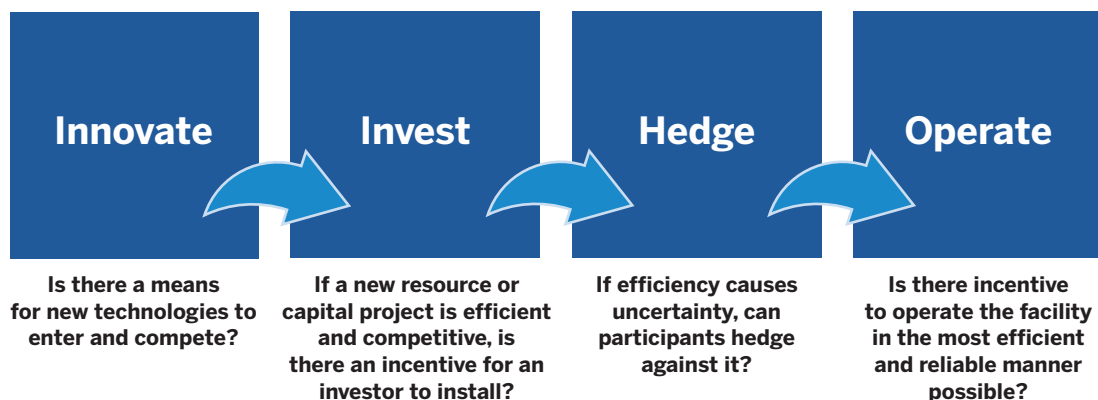 Innovate
Is there a means
for new technologies to
enter and compete?
Invest
If a new resource or
capital project is efficient
and competitive, is
there an incentive for an
investor to install?
Hedge
If efficiency causes
uncertainty, can
participants hedge
against it?
Operate
Is there incentive
to operate the facility
in the most efficient
and reliable manner
possible?